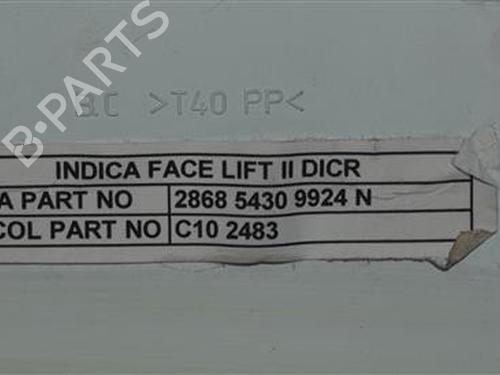 >T40 PP<
B-PARTS
INDICA FACE LIFT II DICR
A PART NO 2868 5430 9924 N
COL PART NO C10 2483